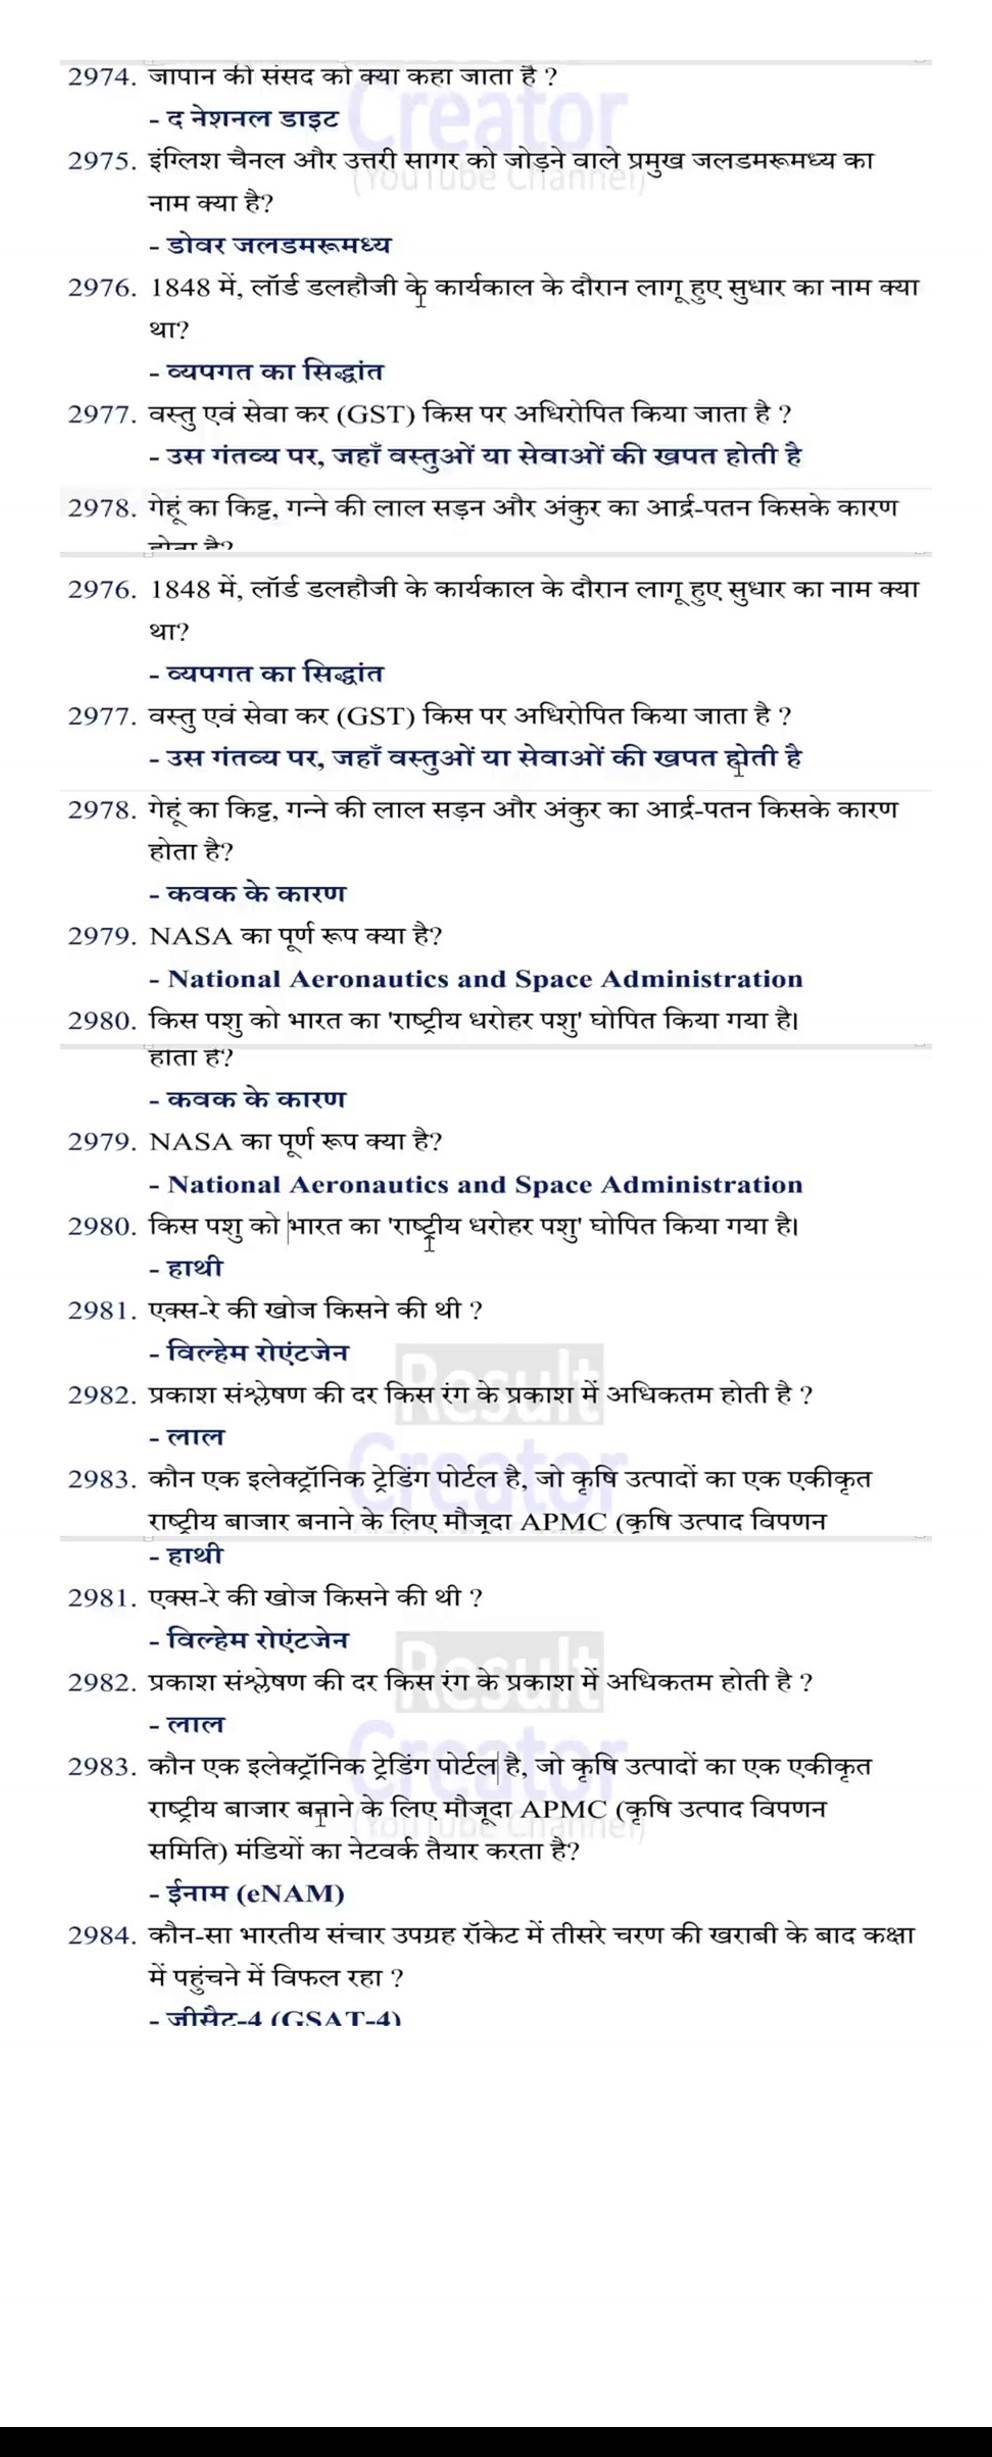 2974. जापान की संसद को क्या कहा जाता है ?
- द नेशनल डाइट
2975. इंग्लिश चैनल और उत्तरी सागर को जोड़ने वाले प्रमुख जलडमरूमध्य का
नाम क्या है?
- डोवर जलडमरूमध्य
2976. 1848 में, लॉर्ड डलहौजी के कार्यकाल के दौरान लागू हुए सुधार का नाम क्या
था?
- व्यपगत का सिद्धांत
2977. वस्तु एवं सेवा कर (GST) किस पर अधिरोपित किया जाता है ?
- उस गंतव्य पर, जहाँ वस्तुओं या सेवाओं की खपत होती है
2978. गेहूं का किट्ट, गन्ने की लाल सड़न और अंकुर का आर्द्र-पतन किसके कारण
होता है?
2976. 1848 में, लॉर्ड डलहौजी के कार्यकाल के दौरान लागू हुए सुधार का नाम क्या
था?
- व्यपगत का सिद्धांत
2977. वस्तु एवं सेवा कर (GST) किस पर अधिरोपित किया जाता है ?
- उस गंतव्य पर, जहाँ वस्तुओं या सेवाओं की खपत होती है
2978. गेहूं का किट्ट, गन्ने की लाल सड़न और अंकुर का आर्द्र-पतन किसके कारण
होता है?
- कवक के कारण
2979. NASA का पूर्ण रूप क्या है?
- National Aeronautics and Space Administration
2980. किस पशु को भारत का 'राष्ट्रीय धरोहर पशु' घोषित किया गया है।
होता है?
- कवक के कारण
2979. NASA का पूर्ण रूप क्या है?
- National Aeronautics and Space Administration
2980. किस पशु को भारत का 'राष्ट्रीय धरोहर पशु' घोषित किया गया है।
- हाथी
2981. एक्स-रे की खोज किसने की थी ?
- विल्हेम रोएंटजेन
2982. प्रकाश संश्लेषण की दर किस रंग के प्रकाश में अधिकतम होती है ?
- लाल
2983. कौन एक इलेक्ट्रॉनिक ट्रेडिंग पोर्टल है, जो कृषि उत्पादों का एक एकीकृत
राष्ट्रीय बाजार बनाने के लिए मौजूदा APMC (कृषि उत्पाद विपणन
- हाथी
2981. एक्स-रे की खोज किसने की थी ?
- विल्हेम रोएंटजेन
2982. प्रकाश संश्लेषण की दर किस रंग के प्रकाश में अधिकतम होती है ?
- लाल
2983. कौन एक इलेक्ट्रॉनिक ट्रेडिंग पोर्टल है, जो कृषि उत्पादों का एक एकीकृत
राष्ट्रीय बाजार बनाने के लिए मौजूदा APMC (कृषि उत्पाद विपणन
समिति) मंडियों का नेटवर्क तैयार करता है?
- ईनाम (eNAM)
2984. कौन-सा भारतीय संचार उपग्रह रॉकेट में तीसरे चरण की खराबी के बाद कक्षा
में पहुंचने में विफल रहा ?
- जीसैट-4 (GSAT-4)
Creator
(YouTube Channel)
Result
Creator
Result
Creator
(YouTube Channel)